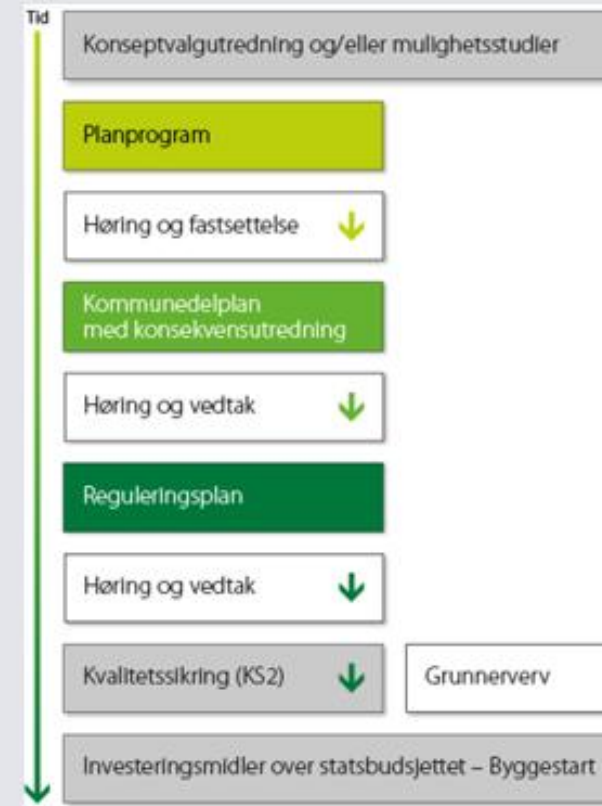 Tid
Konseptvalgutredning og/eller mulighetsstudier
Planprogram
Høring og fastsettelse
Kommunedelplan
med konsekvensutredning
Høring og vedtak
Reguleringsplan
Høring og vedtak
Kvalitetssikring (KS2)
Grunnerverv
Investeringsmidler over statsbudsjettet – Byggestart